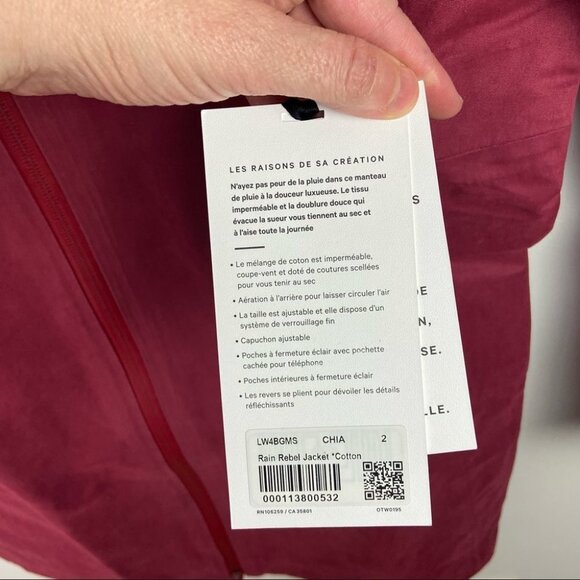 LES RAISONS DE SA CRÉATION
N'ayez pas peur de la pluie dans ce manteau
de pluie à la douceur luxueuse. Le tissu
imperméable et la doublure douce qui
évacue la sueur vous tiennent au sec et
à l'aise toute la journée
• Le mélange de coton est imperméable,
coupe-vent et doté de coutures scellées
pour vous tenir au sec
• Aération à l'arrière pour laisser circuler l'air
• La taille est ajustable et elle dispose d'un
système de verrouillage fin
• Capuchon ajustable
• Poches à fermeture éclair avec pochette
cachée pour téléphone
• Poches intérieures à fermeture éclair
• Les revers se plient pour dévoiler les détails
réfléchissants
LW4BGMS CHIA 2
Rain Rebel Jacket *Cotton
000113800532
RN106259 / CA35801 OTW0195
S
DE
N,
SE.
LLE.